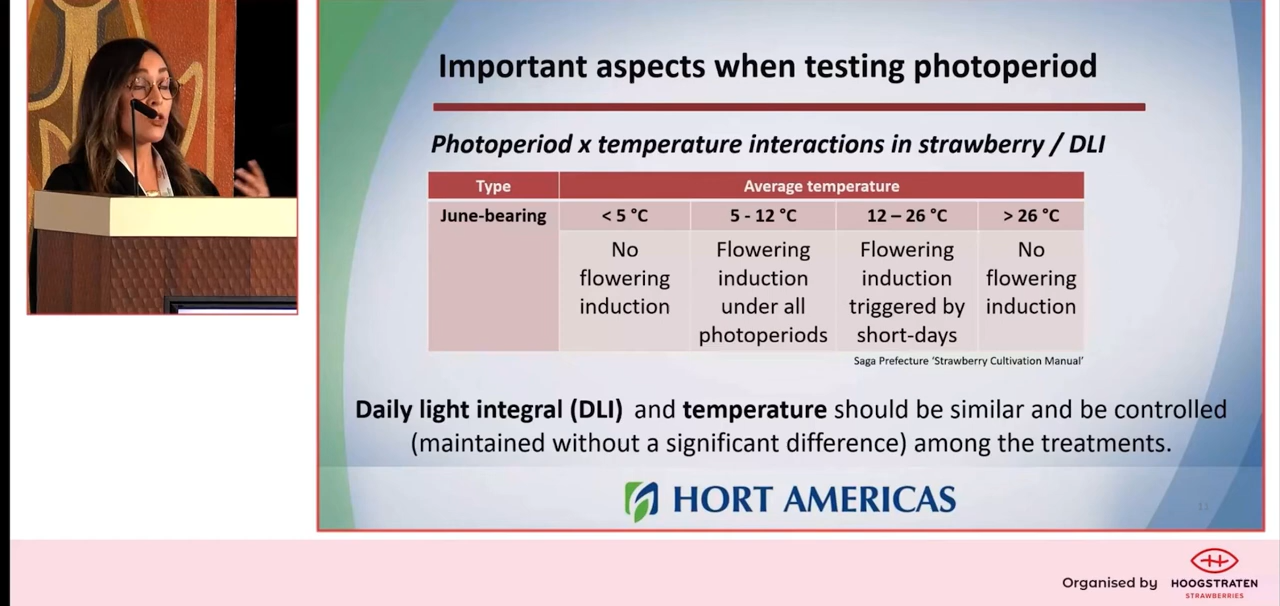 Important aspects when testing photoperiod
Photoperiod x temperature interactions in strawberry / DLI
Type
Average temperature
June-bearing
< 5 °C
5 - 12 °C
12 – 26 °C
> 26 °C
No
flowering
induction
Flowering
induction
under all
photoperiods
Flowering
induction
triggered by
short-days
No
flowering
induction
Saga Prefecture 'Strawberry Cultivation Manual'
Daily light integral (DLI) and temperature should be similar and be controlled
(maintained without a significant difference) among the treatments.
HORT AMERICAS
11
Organised by
HOOGSTRATEN
STRAWBERRIES